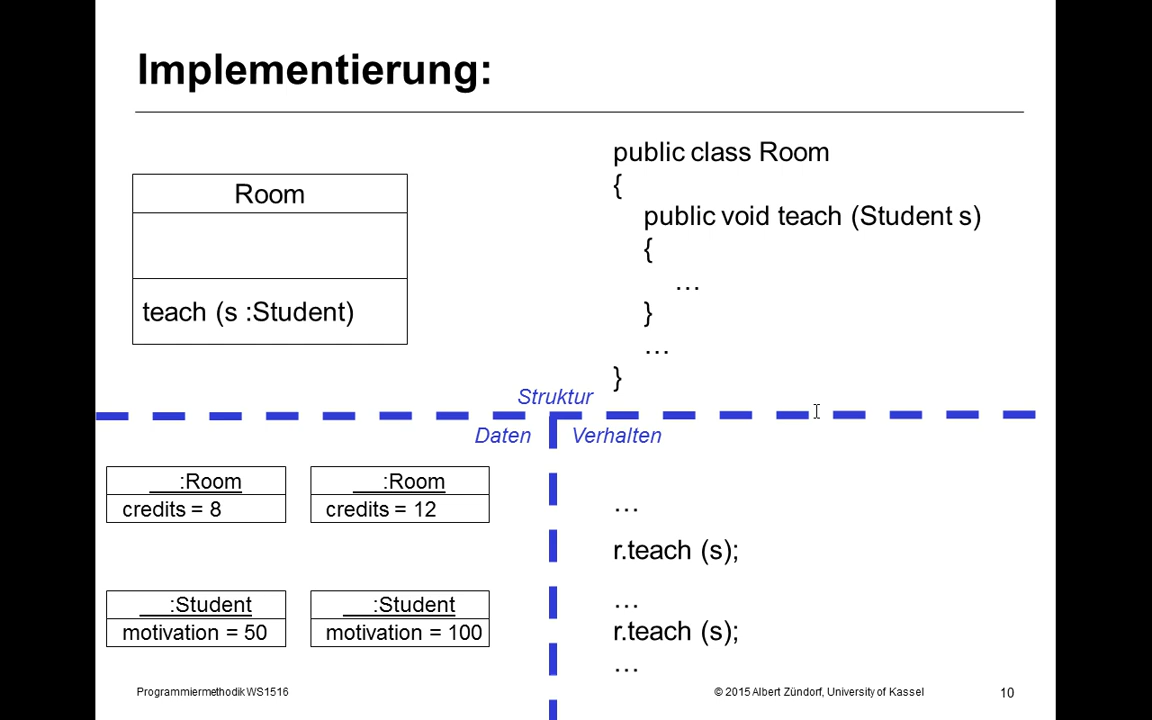 Implementierung:
Room
teach (s :Student)
public class Room
{
public void teach (Student s)
{
…
}
…
}
Struktur
Daten
Verhalten
:Room
credits = 8
:Room
credits = 12
:Student
motivation = 50
:Student
motivation = 100
…
r.teach (s);
…
r.teach (s);
…
Programmiermethodik WS1516
© 2015 Albert Zündorf, University of Kassel
10